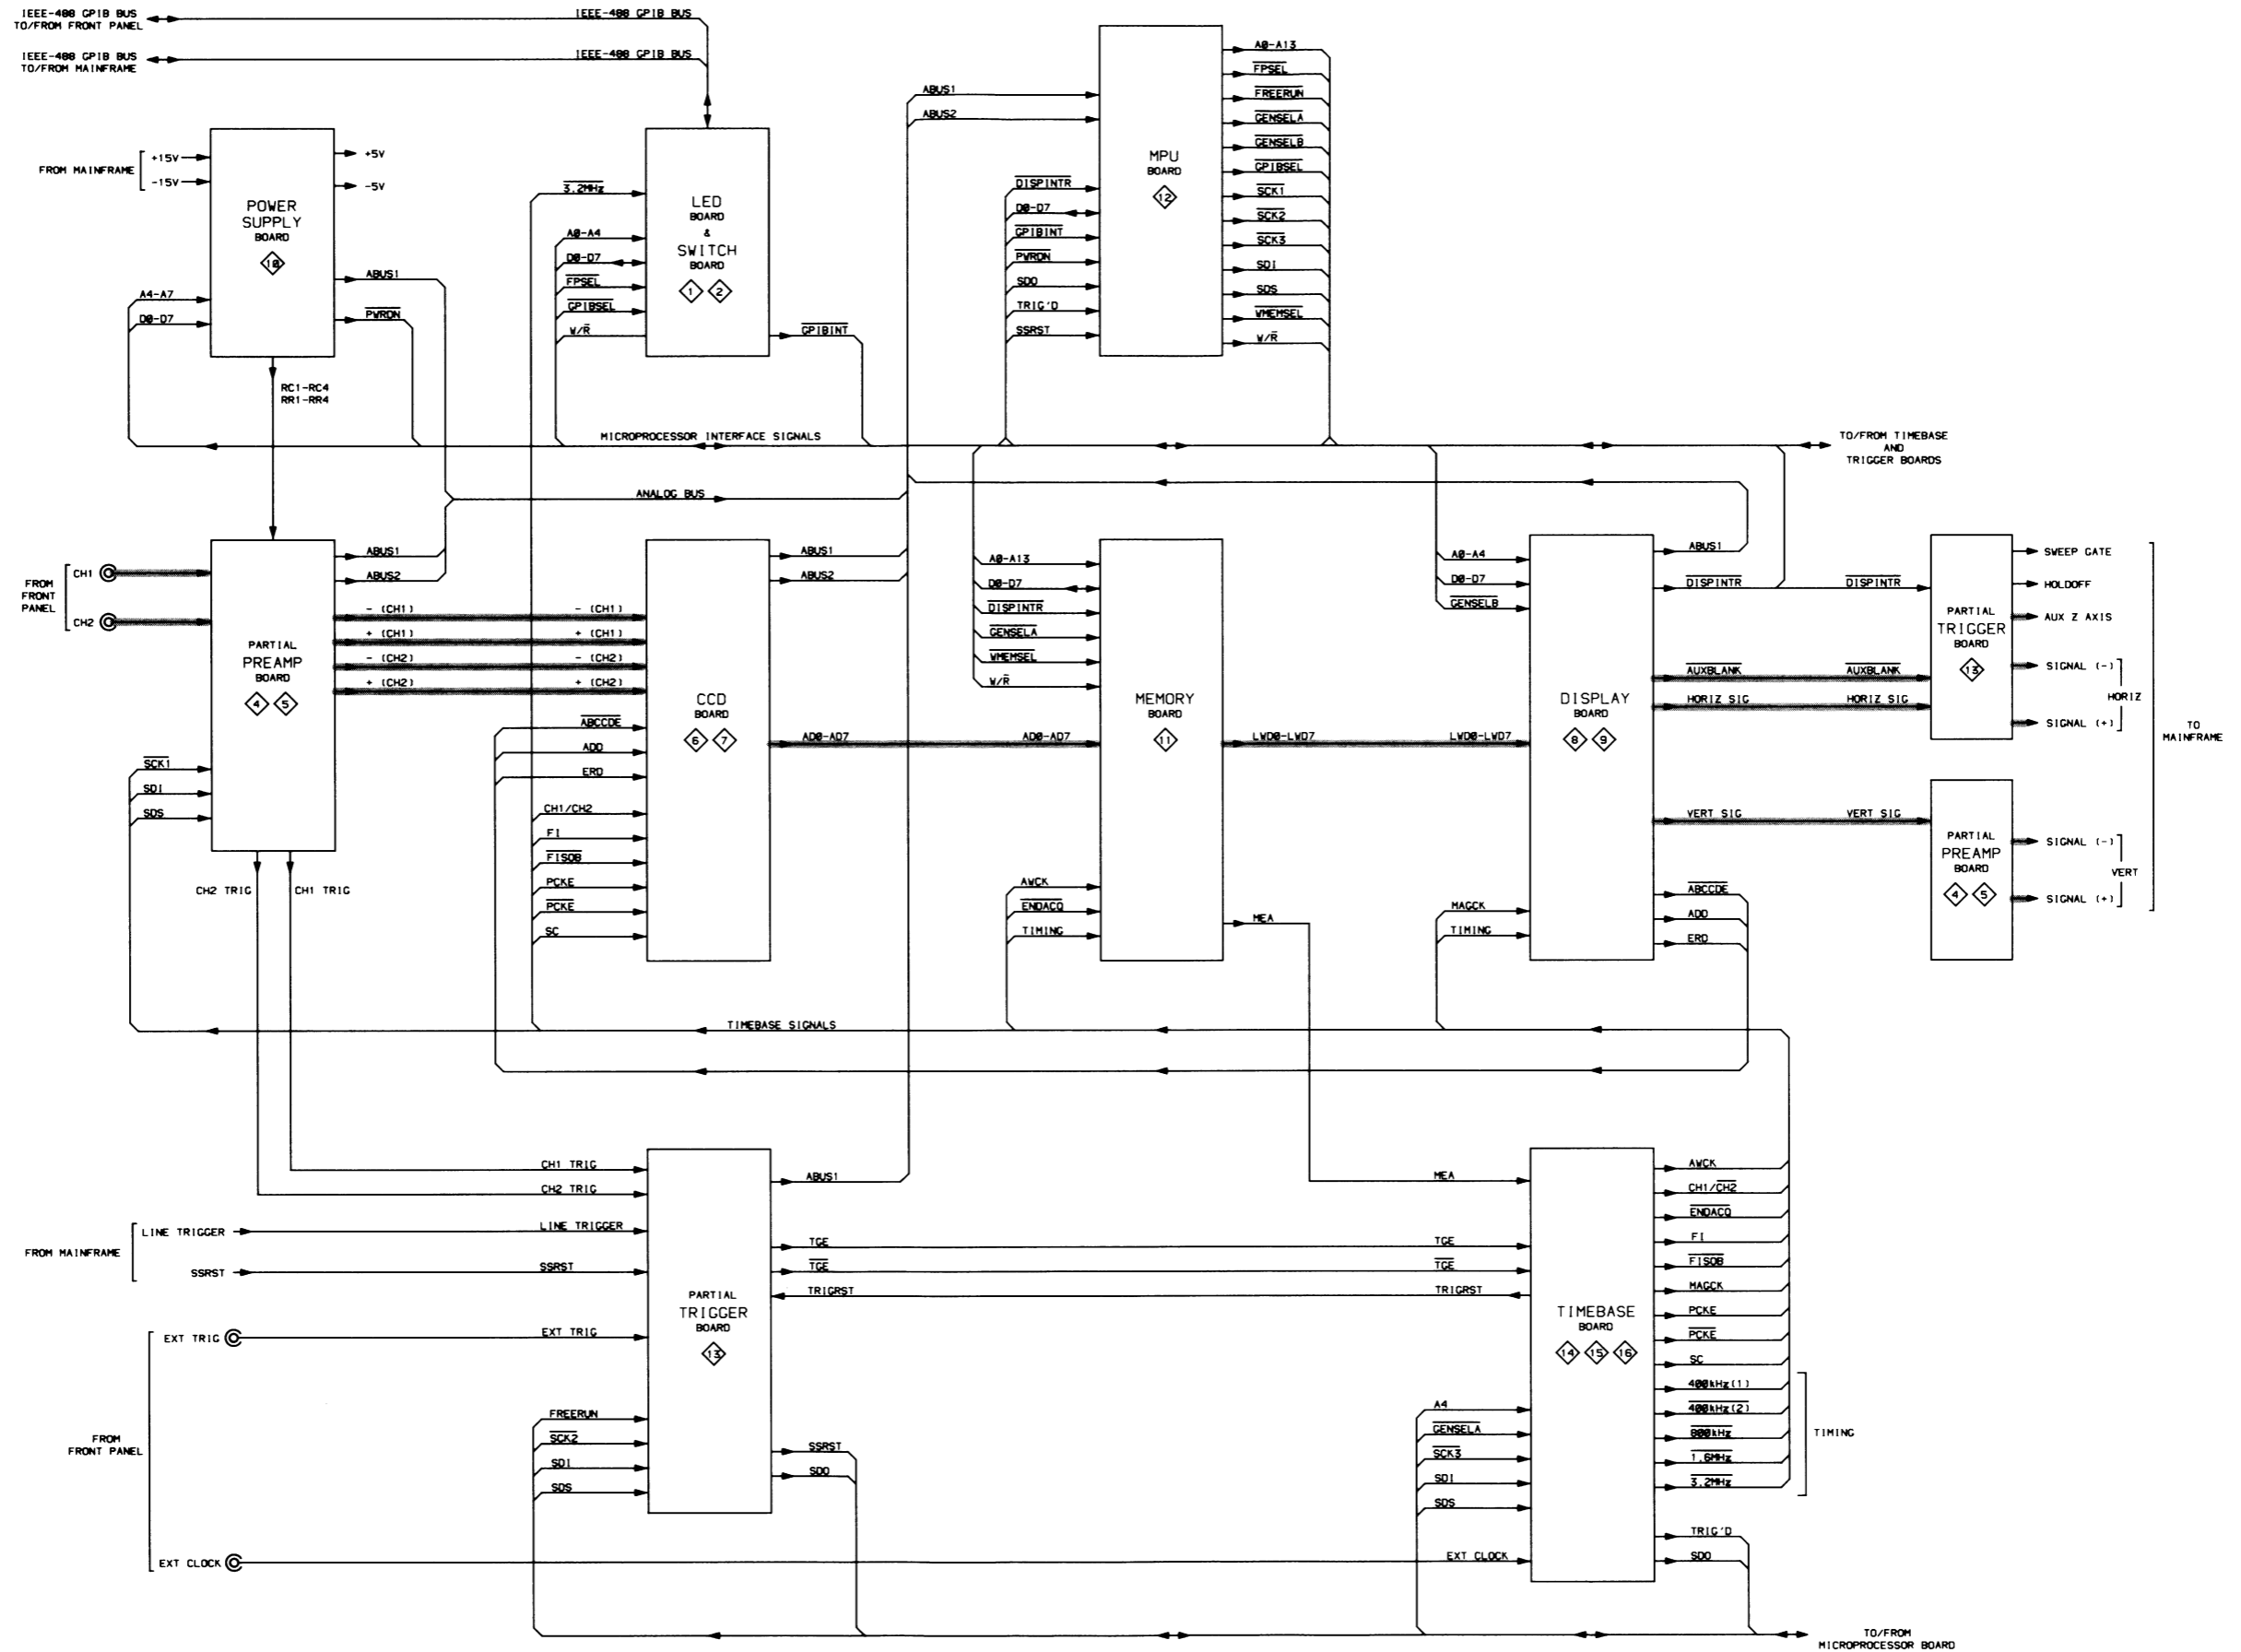 IEEE-488 GPIB BUS
TO/FROM FRONT PANEL
IEEE-488 GPIB BUS
IEEE-488 GPIB BUS
TO/FROM MAINFRAME
IEEE-488 GPIB BUS
FROM MAINFRAME
+15V
-15V
POWER
SUPPLY
BOARD
10
+5V
-5V
ABUS1
PWRDN
A4-A7
D0-D7
RC1-RC4
RR1-RR4
3.2MHz
A0-A4
D0-D7
FPSEL
GPIBSEL
W/R̅
LED
BOARD
&
SWITCH
BOARD
1 2
GPIBINT
ABUS1
ABUS2
DISPINTR
D0-D7
GPIBINT
PWRDN
SDO
TRIG'D
SSRST
MPU
BOARD
12
A0-A13
FPSEL
FREERUN
GENSELA
GENSELB
GPIBSEL
SCK1
SCK2
SCK3
SDI
SDS
WMEMSEL
W/R̅
MICROPROCESSOR INTERFACE SIGNALS
TO/FROM TIMEBASE
AND
TRIGGER BOARDS
ANALOG BUS
FROM
FRONT
PANEL
CH1
CH2
PARTIAL
PREAMP
BOARD
4 5
ABUS1
ABUS2
- (CH1)
+ (CH1)
- (CH2)
+ (CH2)
SCK1
SDI
SDS
CH2 TRIG
CH1 TRIG
- (CH1)
+ (CH1)
- (CH2)
+ (CH2)
ABCCDE
ADD
ERD
CH1/CH2
FI
FISOB
PCKE
PCKE
SC
CCD
BOARD
6 7
ABUS1
ABUS2
AD0-AD7
A0-A13
D0-D7
DISPINTR
GENSELA
WMEMSEL
W/R̅
AD0-AD7
AWCK
ENDACQ
TIMING
MEMORY
BOARD
11
LWD0-LWD7
MEA
A0-A4
D0-D7
GENSELB
LWD0-LWD7
MAGCK
TIMING
DISPLAY
BOARD
8 9
ABUS1
DISPINTR
AUXBLANK
HORIZ SIG
VERT SIG
ABCCDE
ADD
ERD
DISPINTR
AUXBLANK
HORIZ SIG
VERT SIG
PARTIAL
TRIGGER
BOARD
13
SWEEP GATE
HOLDOFF
AUX Z AXIS
SIGNAL (-)
SIGNAL (+)
HORIZ
TO
MAINFRAME
PARTIAL
PREAMP
BOARD
4 5
SIGNAL (-)
SIGNAL (+)
VERT
TIMEBASE SIGNALS
CH1 TRIG
CH2 TRIG
FROM MAINFRAME
LINE TRIGGER
SSRST
LINE TRIGGER
SSRST
FROM
FRONT PANEL
EXT TRIG
EXT CLOCK
EXT TRIG
FREERUN
SCK2
SDI
SDS
PARTIAL
TRIGGER
BOARD
13
ABUS1
TGE
TGE
TRIGRST
SSRST
SDO
MEA
TGE
TGE
TRIGRST
A4
GENSELA
SCK3
SDI
SDS
EXT CLOCK
TIMEBASE
BOARD
14 15 16
AWCK
CH1/CH2
ENDACQ
FI
FISOB
MAGCK
PCKE
PCKE
SC
400kHz(1)
400kHz(2)
800kHz
1.6MHz
3.2MHz
TIMING
TRIG'D
SDO
TO/FROM
MICROPROCESSOR BOARD